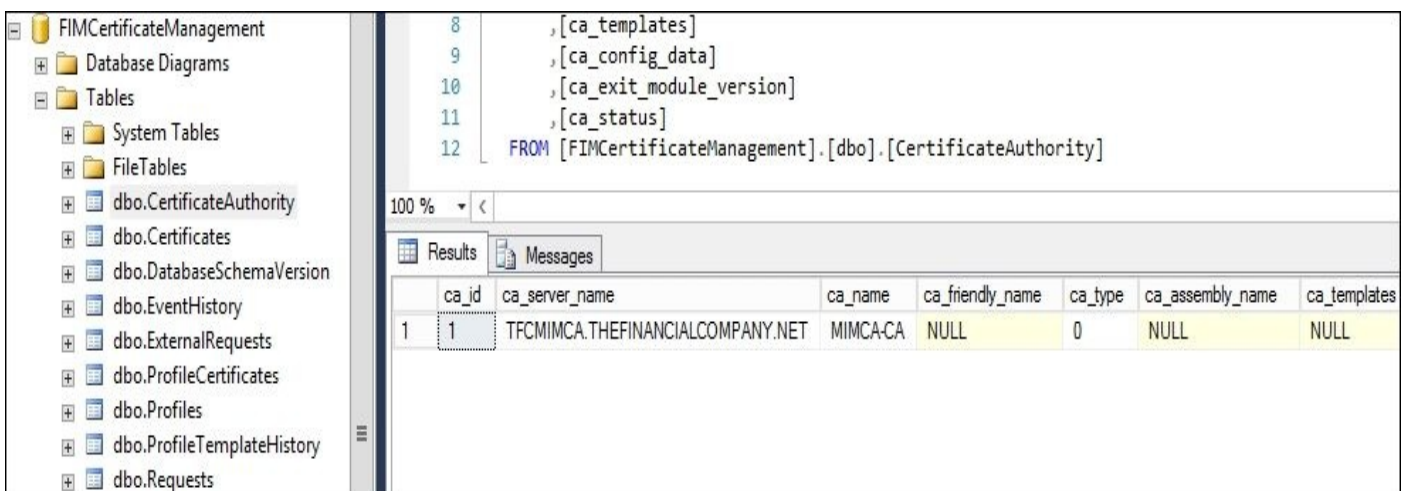 FIMCertificateManagement
Database Diagrams
Tables
System Tables
FileTables
dbo.CertificateAuthority
dbo.Certificates
dbo.DatabaseSchemaVersion
dbo.EventHistory
dbo.ExternalRequests
dbo.ProfileCertificates
dbo.Profiles
dbo.ProfileTemplateHistory
dbo.Requests
8 ,[ca_templates]
9 ,[ca_config_data]
10 ,[ca_exit_module_version]
11 ,[ca_status]
12 FROM [FIMCertificateManagement].[dbo].[CertificateAuthority]
100 %
Results Messages
ca_id ca_server_name ca_name ca_friendly_name ca_type ca_assembly_name ca_templates
1 1 TFCMIMCA.THEFINANCIALCOMPANY.NET MIMCA-CA NULL 0 NULL NULL